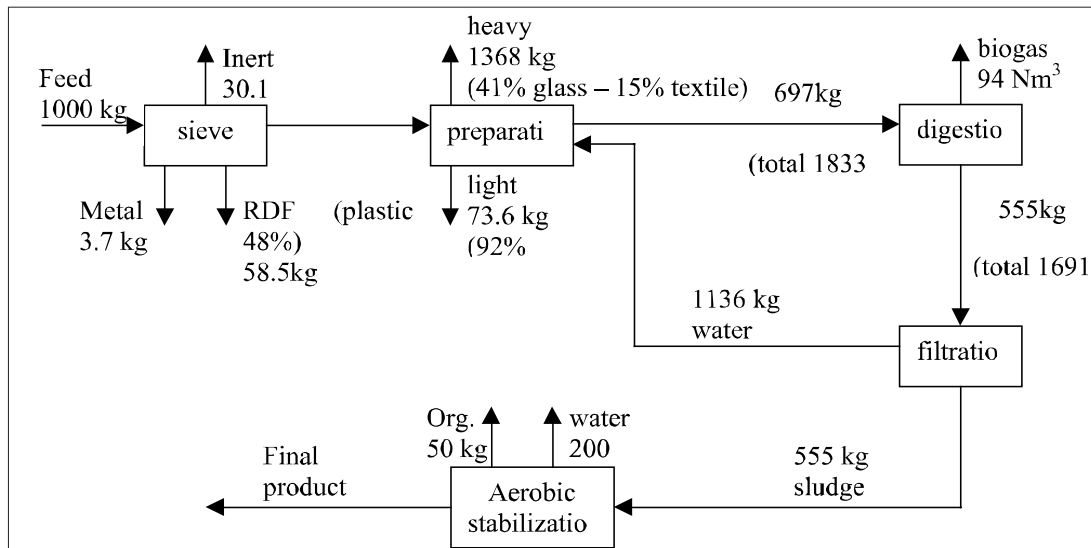 Feed
1000 kg
Inert
30.1
sieve
Metal
3.7 kg
RDF (plastic
48%)
58.5kg
heavy
1368 kg
(41% glass – 15% textile)
preparati
light
73.6 kg
(92%
697kg
(total 1833
biogas
94 Nm³
digestio
555kg
(total 1691
1136 kg
water
filtratio
555 kg
sludge
Org.
50 kg
water
200
Aerobic
stabilizatio
Final
product